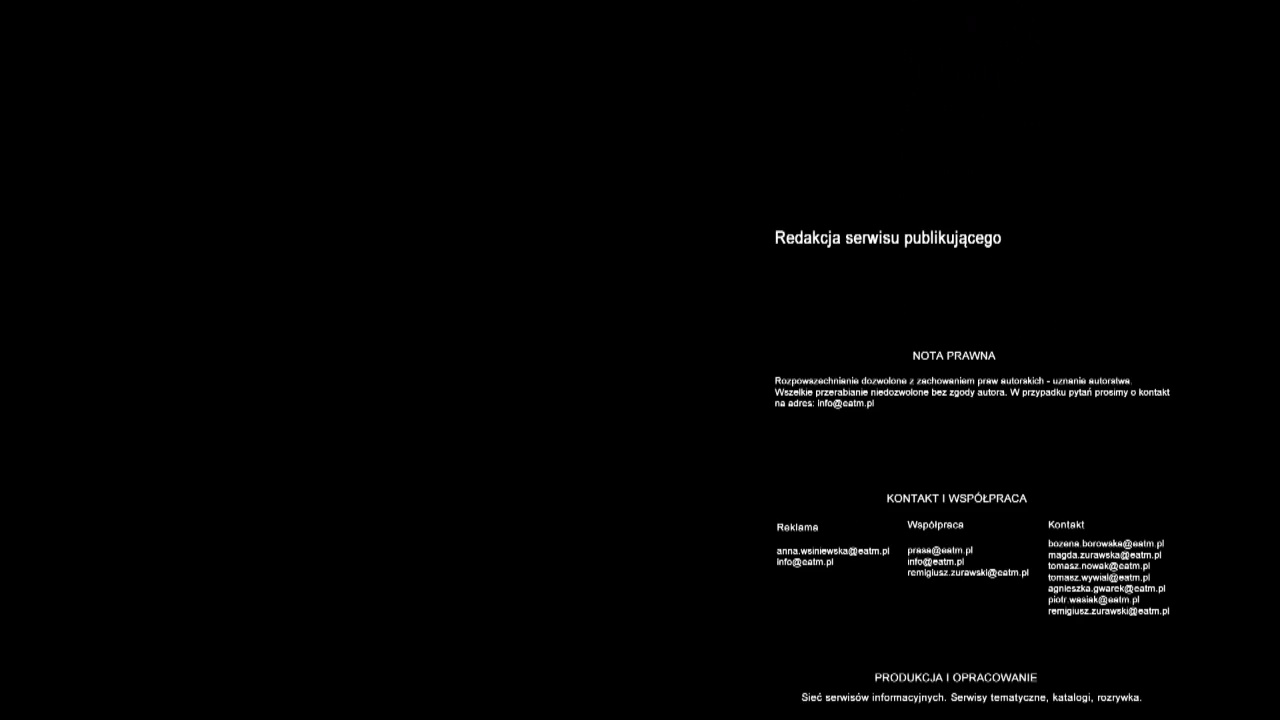 Redakcja serwisu publikującego
NOTA PRAWNA
Rozpowszechnianie dozwolone z zachowaniem praw autorskich - uznanie autorstwa.
Wszelkie przerabianie niedozwolone bez zgody autora. W przypadku pytań prosimy o kontakt
na adres: info@eatm.pl
KONTAKT I WSPÓŁPRACA
Reklama
anna.wsiniewska@eatm.pl
info@eatm.pl
Współpraca
prasa@eatm.pl
info@eatm.pl
remigiusz.zurawski@eatm.pl
Kontakt
bozena.borowska@eatm.pl
magda.zurawska@eatm.pl
tomasz.nowak@eatm.pl
tomasz.wywial@eatm.pl
agnieszka.gwarek@eatm.pl
piotr.wasiak@eatm.pl
remigiusz.zurawski@eatm.pl
PRODUKCJA I OPRACOWANIE
Sieć serwisów informacyjnych. Serwisy tematyczne, katalogi, rozrywka.